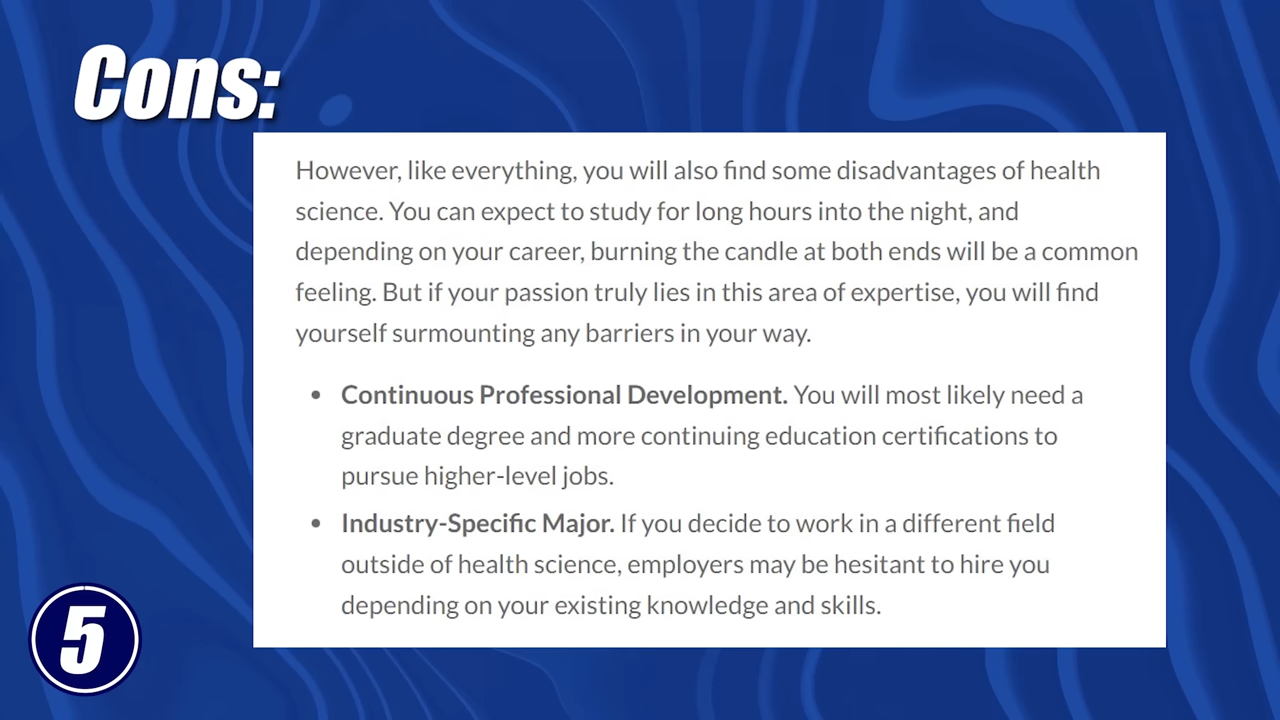 Cons:
However, like everything, you will also find some disadvantages of health
science. You can expect to study for long hours into the night, and
depending on your career, burning the candle at both ends will be a common
feeling. But if your passion truly lies in this area of expertise, you will find
yourself surmounting any barriers in your way.
• Continuous Professional Development. You will most likely need a
graduate degree and more continuing education certifications to
pursue higher-level jobs.
• Industry-Specific Major. If you decide to work in a different field
outside of health science, employers may be hesitant to hire you
depending on your existing knowledge and skills.
5